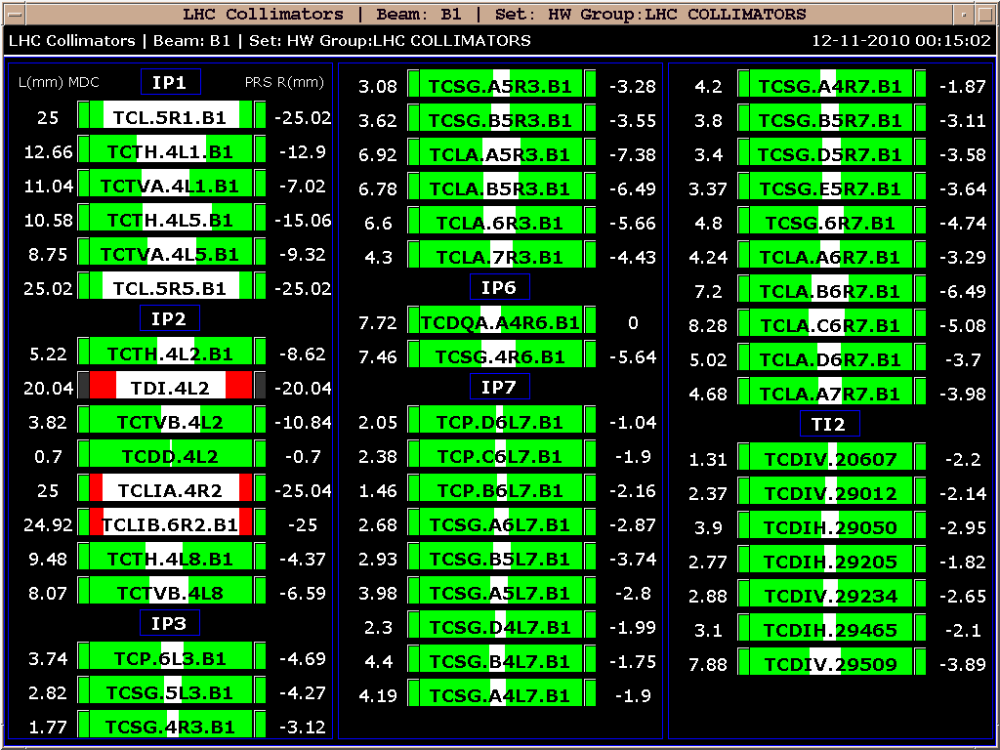 LHC Collimators | Beam: B1 | Set: HW Group:LHC COLLIMATORS
LHC Collimators | Beam: B1 | Set: HW Group:LHC COLLIMATORS 12-11-2010 00:15:02
L(mm) MDC IP1 PRS R(mm)
25 TCL.5R1.B1 -25.02
12.66 TCTH.4L1.B1 -12.9
11.04 TCTVA.4L1.B1 -7.02
10.58 TCTH.4L5.B1 -15.06
8.75 TCTVA.4L5.B1 -9.32
25.02 TCL.5R5.B1 -25.02
IP2
5.22 TCTH.4L2.B1 -8.62
20.04 TDI.4L2 -20.04
3.82 TCTVB.4L2 -10.84
0.7 TCDD.4L2 -0.7
25 TCLIA.4R2 -25.04
24.92 TCLIB.6R2.B1 -25
9.48 TCTH.4L8.B1 -4.37
8.07 TCTVB.4L8 -6.59
IP3
3.74 TCP.6L3.B1 -4.69
2.82 TCSG.5L3.B1 -4.27
1.77 TCSG.4R3.B1 -3.12
3.08 TCSG.A5R3.B1 -3.28
3.62 TCSG.B5R3.B1 -3.55
6.92 TCLA.A5R3.B1 -7.38
6.78 TCLA.B5R3.B1 -6.49
6.6 TCLA.6R3.B1 -5.66
4.3 TCLA.7R3.B1 -4.43
IP6
7.72 TCDQA.A4R6.B1 0
7.46 TCSG.4R6.B1 -5.64
IP7
2.05 TCP.D6L7.B1 -1.04
2.38 TCP.C6L7.B1 -1.9
1.46 TCP.B6L7.B1 -2.16
2.68 TCSG.A6L7.B1 -2.87
2.93 TCSG.B5L7.B1 -3.74
3.98 TCSG.A5L7.B1 -2.8
2.3 TCSG.D4L7.B1 -1.99
4.4 TCSG.B4L7.B1 -1.75
4.19 TCSG.A4L7.B1 -1.9
4.2 TCSG.A4R7.B1 -1.87
3.8 TCSG.B5R7.B1 -3.11
3.4 TCSG.D5R7.B1 -3.58
3.37 TCSG.E5R7.B1 -3.64
4.8 TCSG.6R7.B1 -4.74
4.24 TCLA.A6R7.B1 -3.29
7.2 TCLA.B6R7.B1 -6.49
8.28 TCLA.C6R7.B1 -5.08
5.02 TCLA.D6R7.B1 -3.7
4.68 TCLA.A7R7.B1 -3.98
TI2
1.31 TCDIV.20607 -2.2
2.37 TCDIV.29012 -2.14
3.9 TCDIH.29050 -2.95
2.77 TCDIH.29205 -1.82
2.88 TCDIV.29234 -2.65
3.1 TCDIH.29465 -2.1
7.88 TCDIV.29509 -3.89